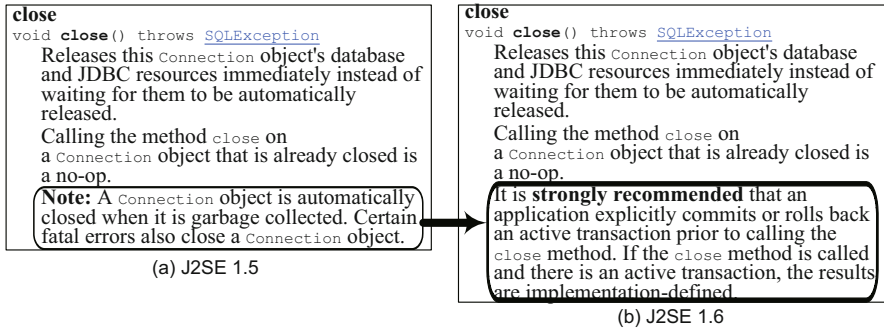 close
void close() throws SQLException
Releases this Connection object's database
and JDBC resources immediately instead of
waiting for them to be automatically
released.
Calling the method close on
a Connection object that is already closed is
a no-op.
Note: A Connection object is automatically
closed when it is garbage collected. Certain
fatal errors also close a Connection object.
(a) J2SE 1.5
close
void close() throws SQLException
Releases this Connection object's database
and JDBC resources immediately instead of
waiting for them to be automatically
released.
Calling the method close on
a Connection object that is already closed is
a no-op.
It is strongly recommended that an
application explicitly commits or rolls back
an active transaction prior to calling the
close method. If the close method is called
and there is an active transaction, the results
are implementation-defined.
(b) J2SE 1.6